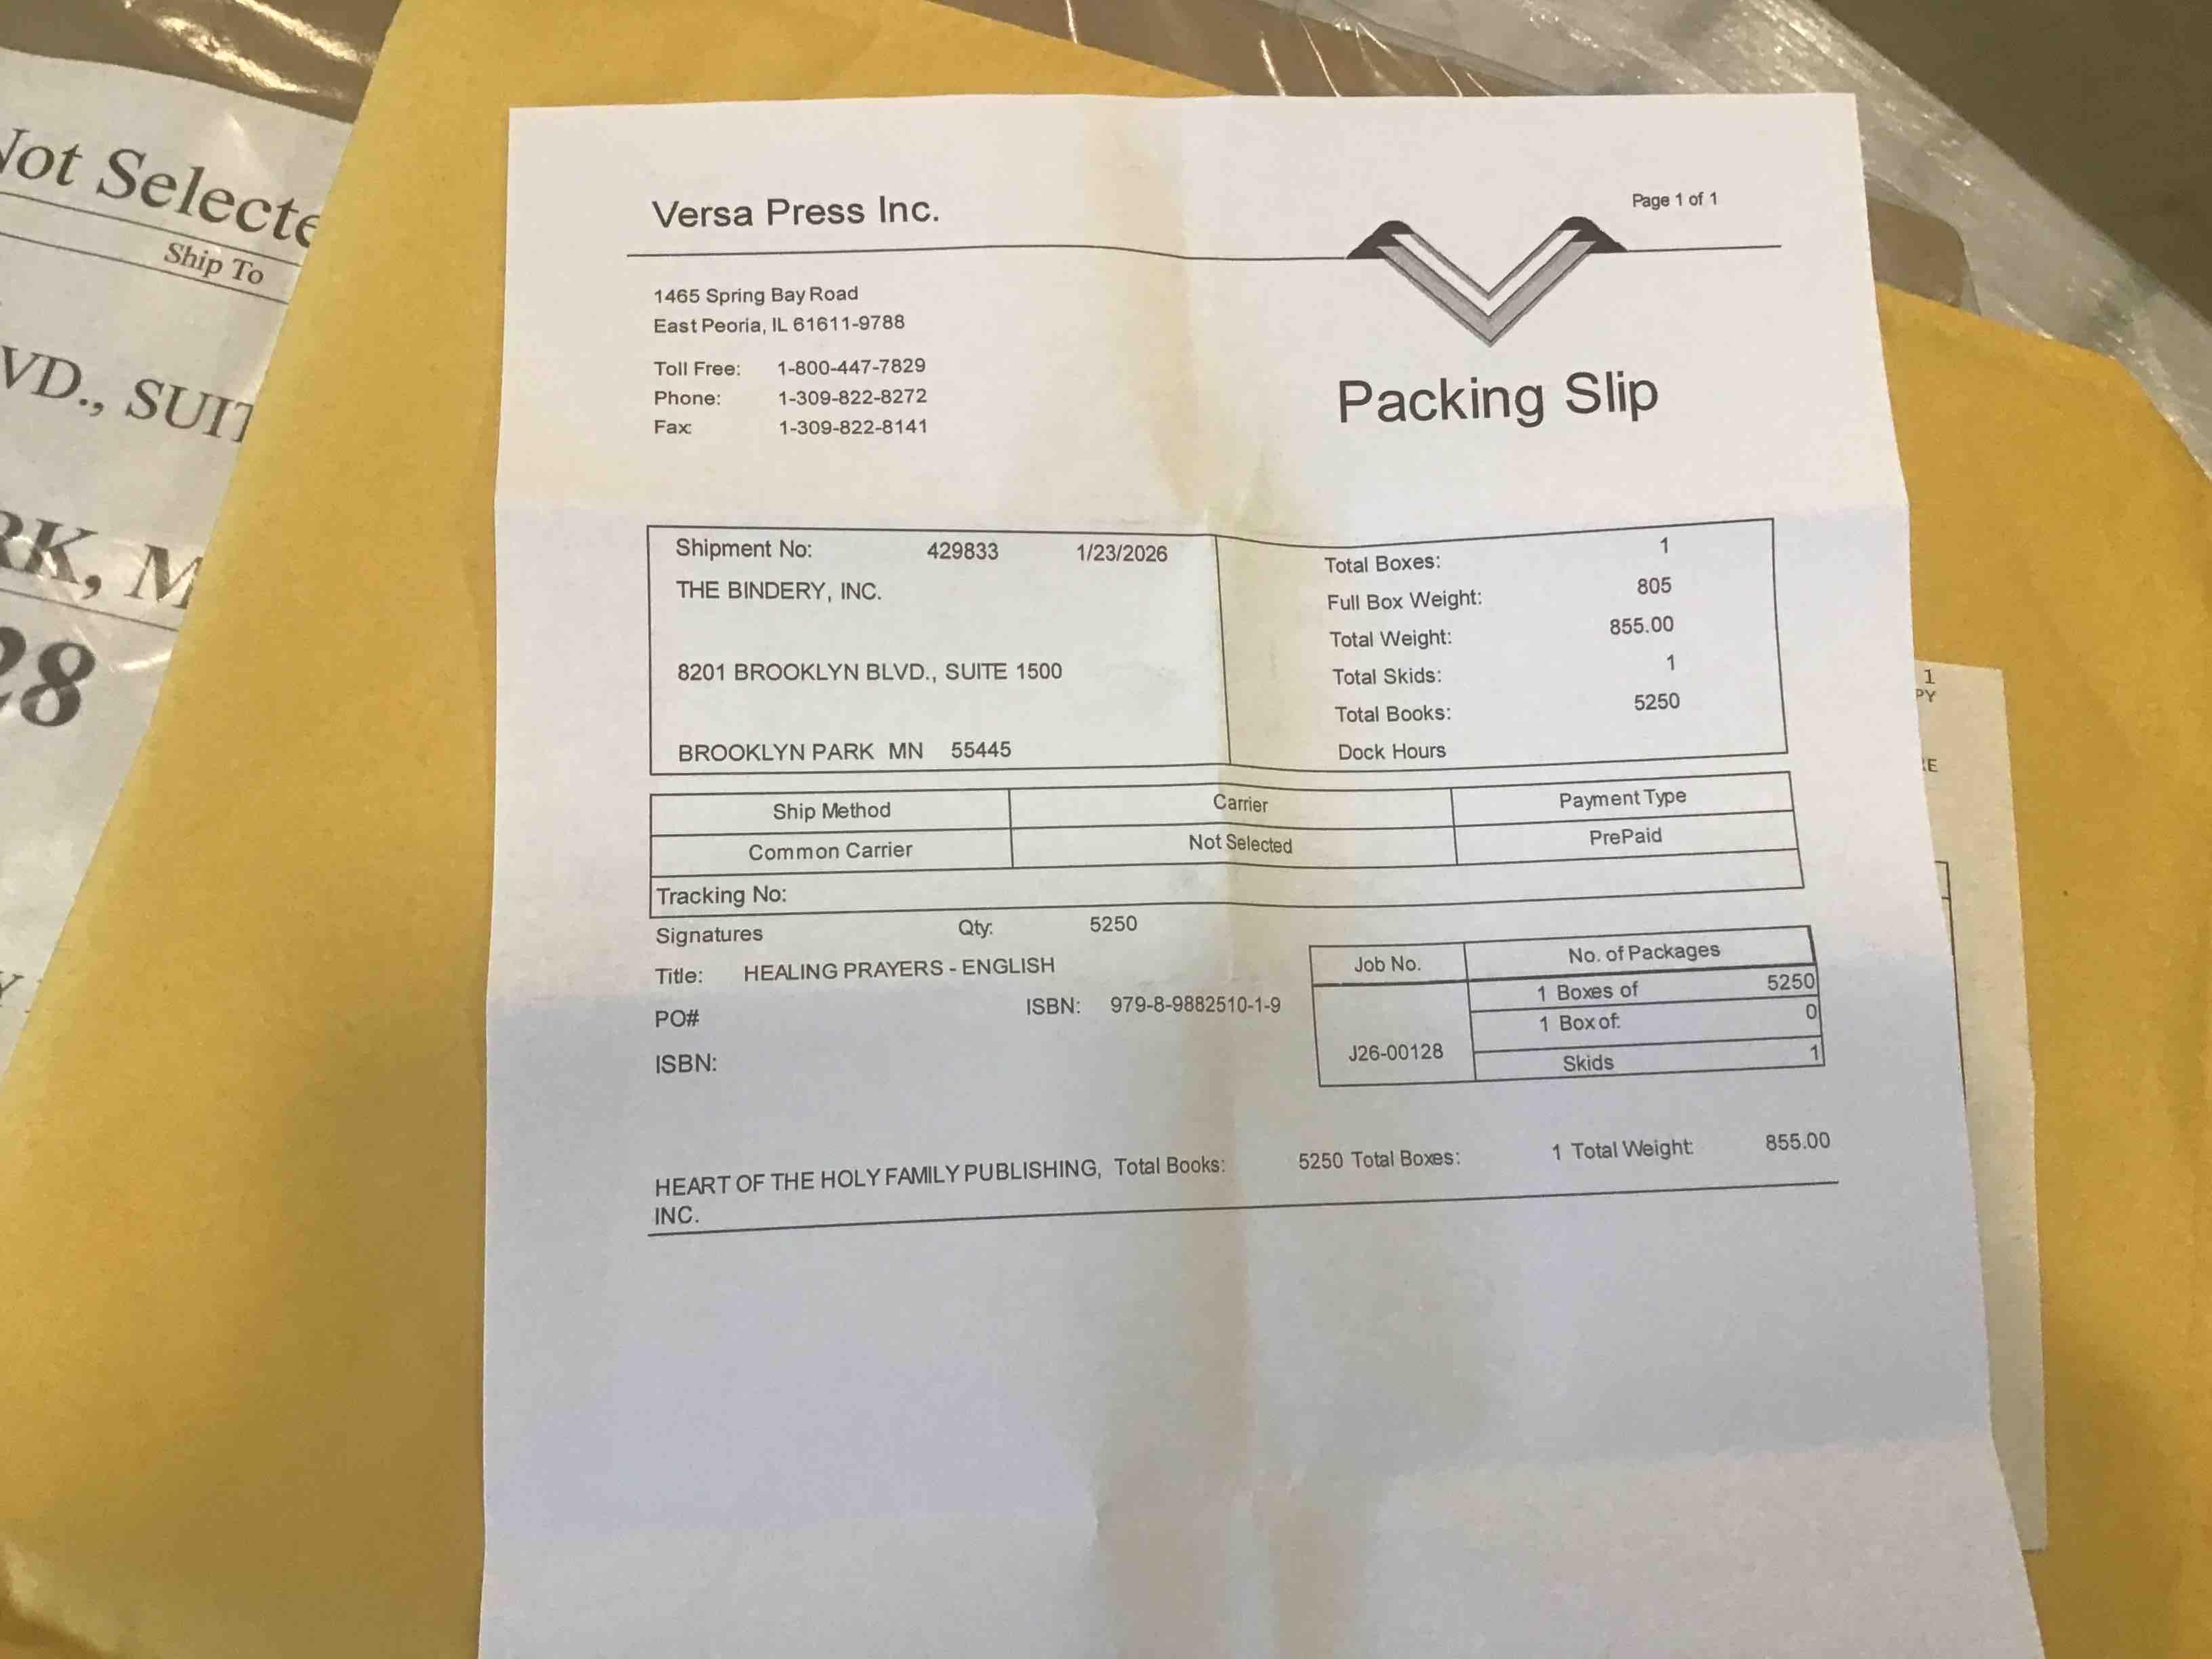 Not Selecte
Ship To
VD., SUIT
RK, M
28
Versa Press Inc.
Page 1 of 1
1465 Spring Bay Road
East Peoria, IL 61611-9788
Toll Free: 1-800-447-7829
Phone: 1-309-822-8272
Fax: 1-309-822-8141
Packing Slip
Shipment No: 429833 1/23/2026
THE BINDERY, INC.
8201 BROOKLYN BLVD., SUITE 1500
BROOKLYN PARK MN 55445
Total Boxes: 1
Full Box Weight: 805
Total Weight: 855.00
Total Skids: 1
Total Books: 5250
Dock Hours
Ship Method Carrier Payment Type
Common Carrier Not Selected PrePaid
Tracking No:
Signatures Qty: 5250
Title: HEALING PRAYERS - ENGLISH
PO# ISBN: 979-8-9882510-1-9
ISBN:
Job No. No. of Packages
1 Boxes of 5250
1 Box of: 0
J26-00128 Skids 1
HEART OF THE HOLY FAMILY PUBLISHING, Total Books: 5250 Total Boxes: 1 Total Weight: 855.00
INC.
1
PY